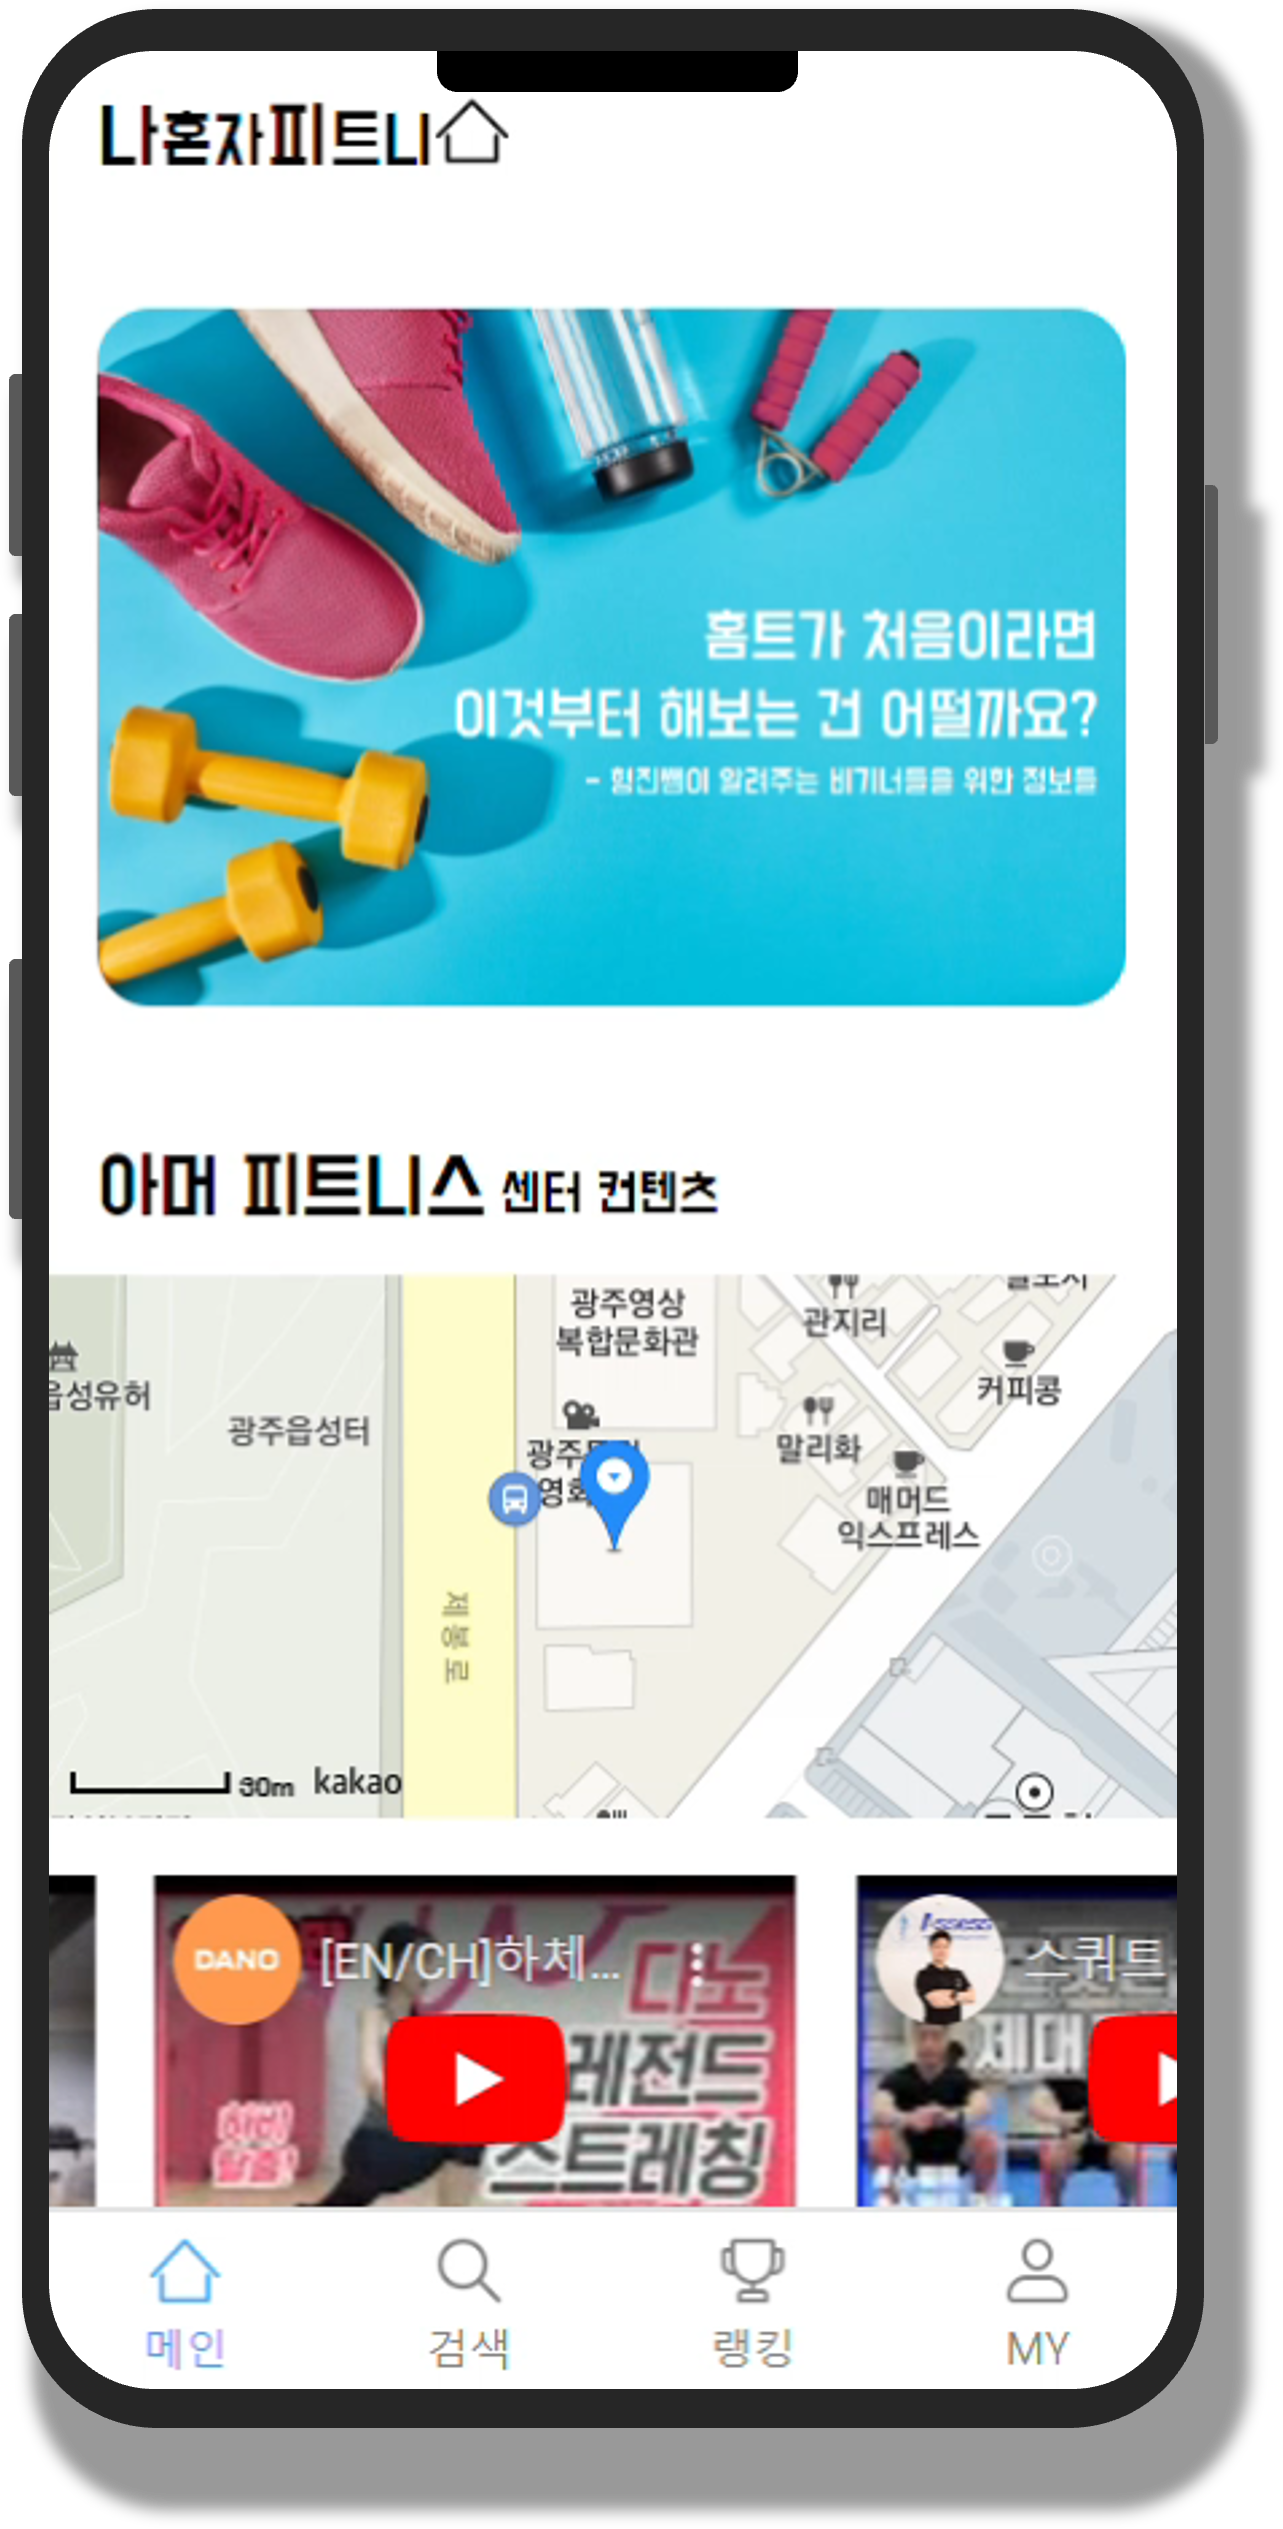 나혼자피트니
홈트가 처음이라면
이것부터 해보는 건 어떨까요?
- 힘진쌤이 알려주는 비기너들을 위한 정보들
아머 피트니스 센터 컨텐츠
광주영상
복합문화관
관지리
커피콩
읍성유허
광주읍성터
말리화
광주
영화
매머드
익스프레스
제봉로
30m kakao
DANO [EN/CH]하체...
다노
레전드
스트레칭
스쿼트
제대
메인 검색 랭킹 MY